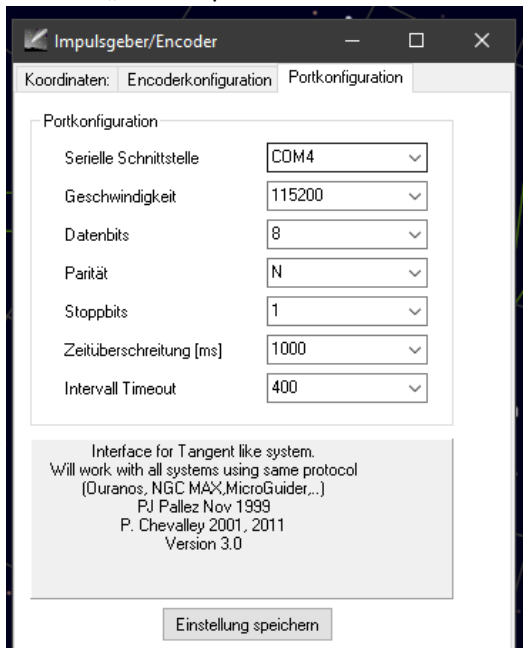 Impulsgeber/Encoder
Koordinaten: Encoderkonfiguration Portkonfiguration
Portkonfiguration
Serielle Schnittstelle COM4
Geschwindigkeit 115200
Datenbits 8
Parität N
Stoppbits 1
Zeitüberschreitung [ms] 1000
Intervall Timeout 400
Interface for Tangent like system.
Will work with all systems using same protocol
(Ouranos, NGC MAX,MicroGuider,..)
PJ Pallez Nov 1999
P. Chevalley 2001, 2011
Version 3.0
Einstellung speichern